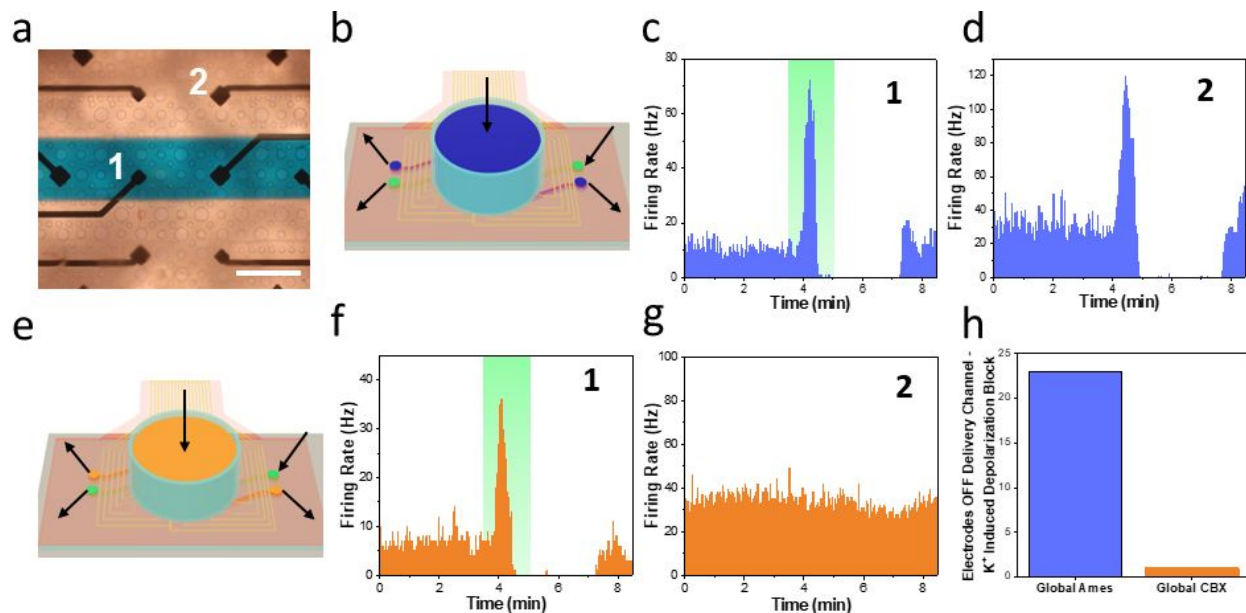 a
2
1
b
c
Firing Rate (Hz)
80
60
40
20
0
1
0 2 4 6 8
Time (min)
d
Firing Rate (Hz)
120
100
80
60
40
20
0
2
0 2 4 6 8
Time (min)
e
f
Firing Rate (Hz)
40
30
20
10
0
1
0 2 4 6 8
Time (min)
g
Firing Rate (Hz)
100
80
60
40
20
0
2
0 2 4 6 8
Time (min)
h
Electrodes OFF Delivery Channel -
K⁺ Induced Depolarization Block
25
20
15
10
5
0
Global Ames Global CBX